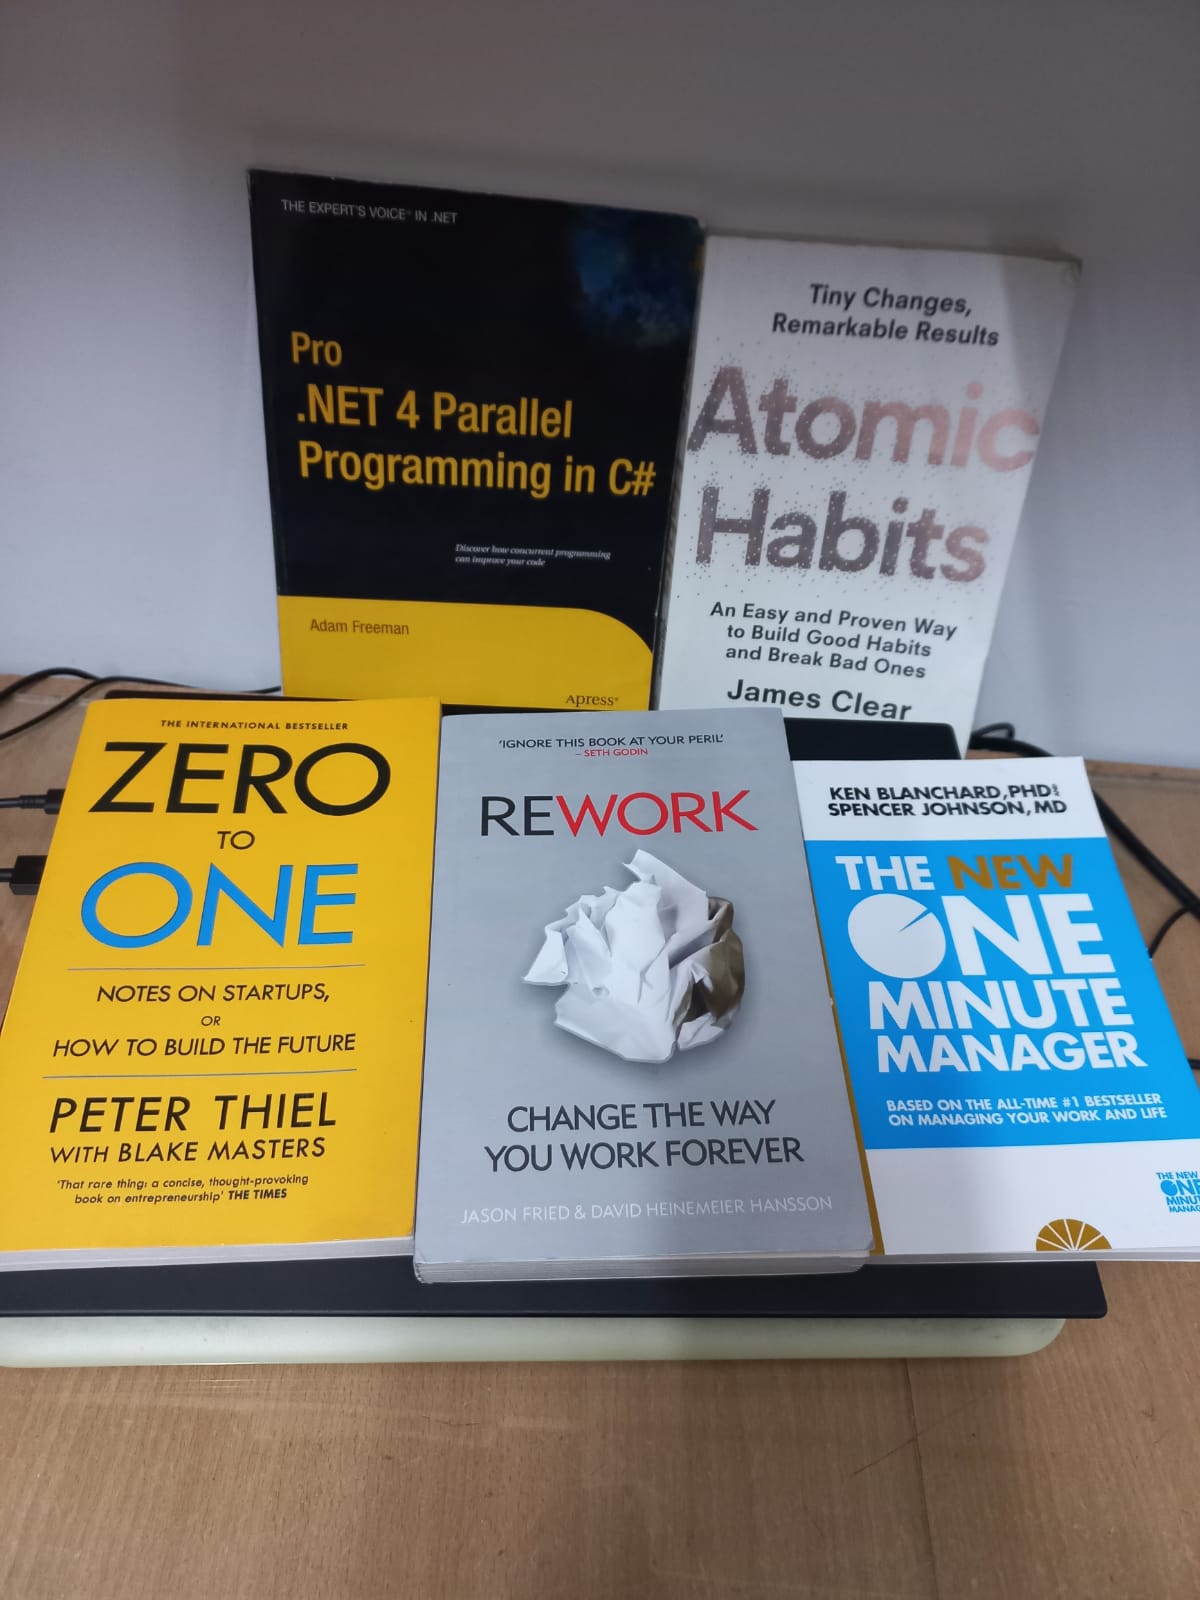 THE EXPERT'S VOICE® IN .NET
Pro
.NET 4 Parallel
Programming in C#
Discover how concurrent programming
can improve your code
Adam Freeman
Apress®
Tiny Changes,
Remarkable Results
Atomic
Habits
An Easy and Proven Way
to Build Good Habits
and Break Bad Ones
James Clear
THE INTERNATIONAL BESTSELLER
ZERO
TO
ONE
NOTES ON STARTUPS,
OR
HOW TO BUILD THE FUTURE
PETER THIEL
WITH BLAKE MASTERS
'That rare thing: a concise, thought-provoking
book on entrepreneurship' THE TIMES
'IGNORE THIS BOOK AT YOUR PERIL'
– SETH GODIN
REWORK
CHANGE THE WAY
YOU WORK FOREVER
JASON FRIED & DAVID HEINEMEIER HANSSON
KEN BLANCHARD, PHD AND
SPENCER JOHNSON, MD
THE NEW
ONE
MINUTE
MANAGER
BASED ON THE ALL-TIME #1 BESTSELLER
ON MANAGING YOUR WORK AND LIFE
THE NEW
ONE
MINUT
MANAG